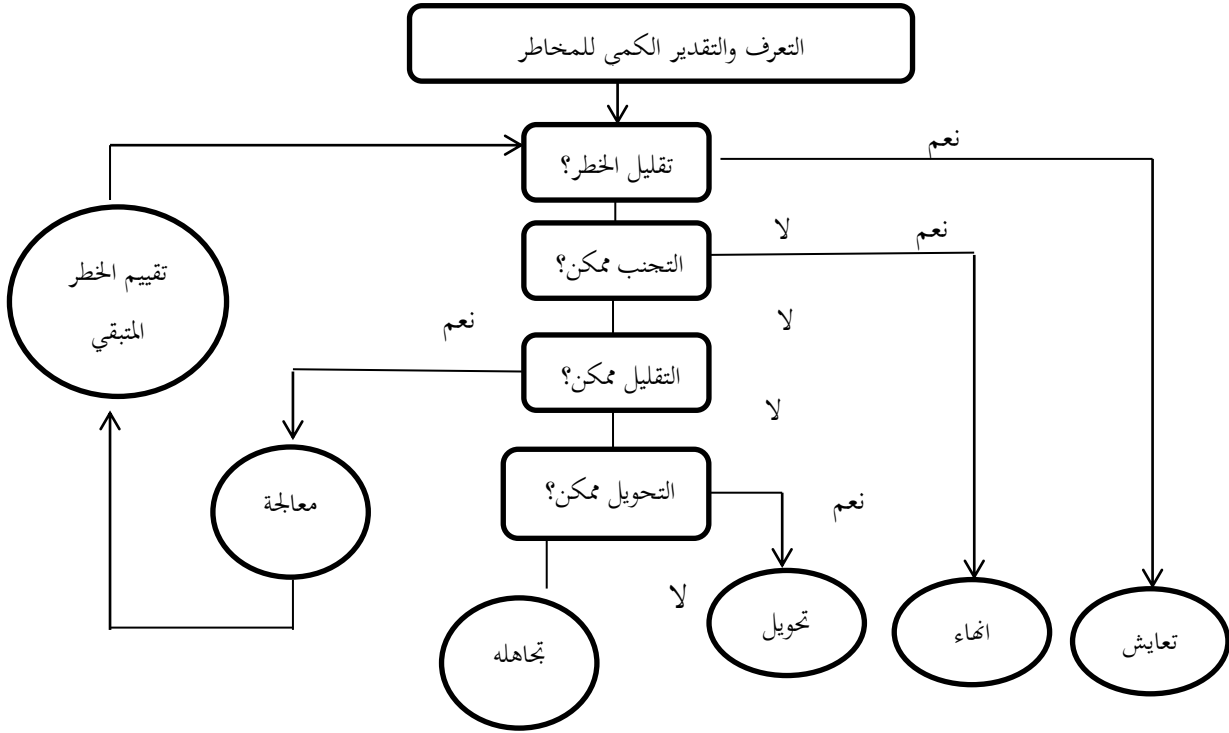 التعرف والتقدير الكمى للمخاطر
نعم
تقليل الخطر؟
لا
نعم
التجنب ممكن؟
تقييم الخطر
المتبقي
لا
نعم
التقليل ممكن؟
لا
التحويل ممكن؟
نعم
معالجة
لا
تحويل
انهاء
تعايش
تجاهله